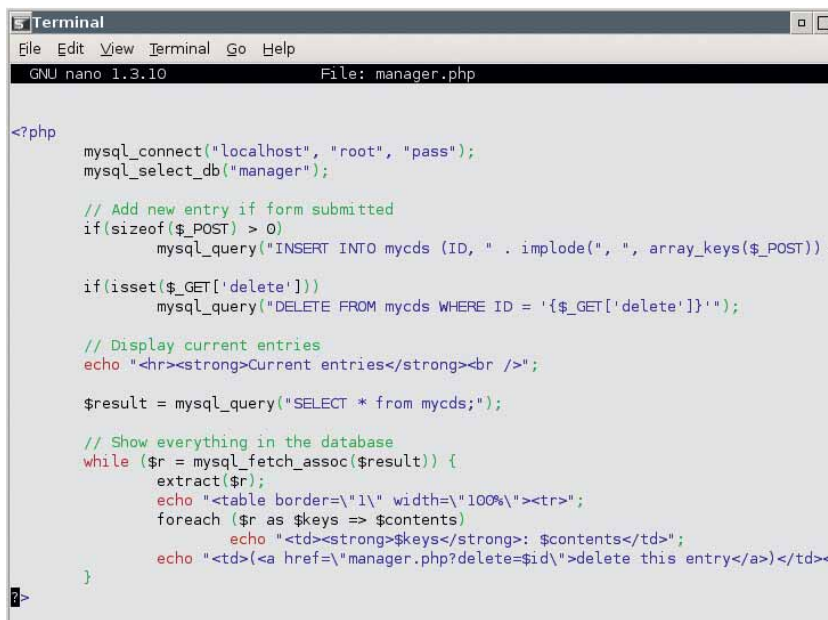 Terminal
File Edit View Terminal Go Help
GNU nano 1.3.10 File: manager.php
<?php
mysql_connect("localhost", "root", "pass");
mysql_select_db("manager");
// Add new entry if form submitted
if(sizeof($_POST) > 0)
mysql_query("INSERT INTO mycds (ID, " . implode(", ", array_keys($_POST))
if(isset($_GET['delete']))
mysql_query("DELETE FROM mycds WHERE ID = '{$_GET['delete']}'");
// Display current entries
echo "<hr><strong>Current entries</strong><br />";
$result = mysql_query("SELECT * from mycds;");
// Show everything in the database
while ($r = mysql_fetch_assoc($result)) {
extract($r);
echo "<table border=\"1\" width=\"100%\"><tr>";
foreach ($r as $keys => $contents)
echo "<td><strong>$keys</strong>: $contents</td>";
echo "<td>(<a href=\"manager.php?delete=$id\">delete this entry</a>)</td><
}
?>